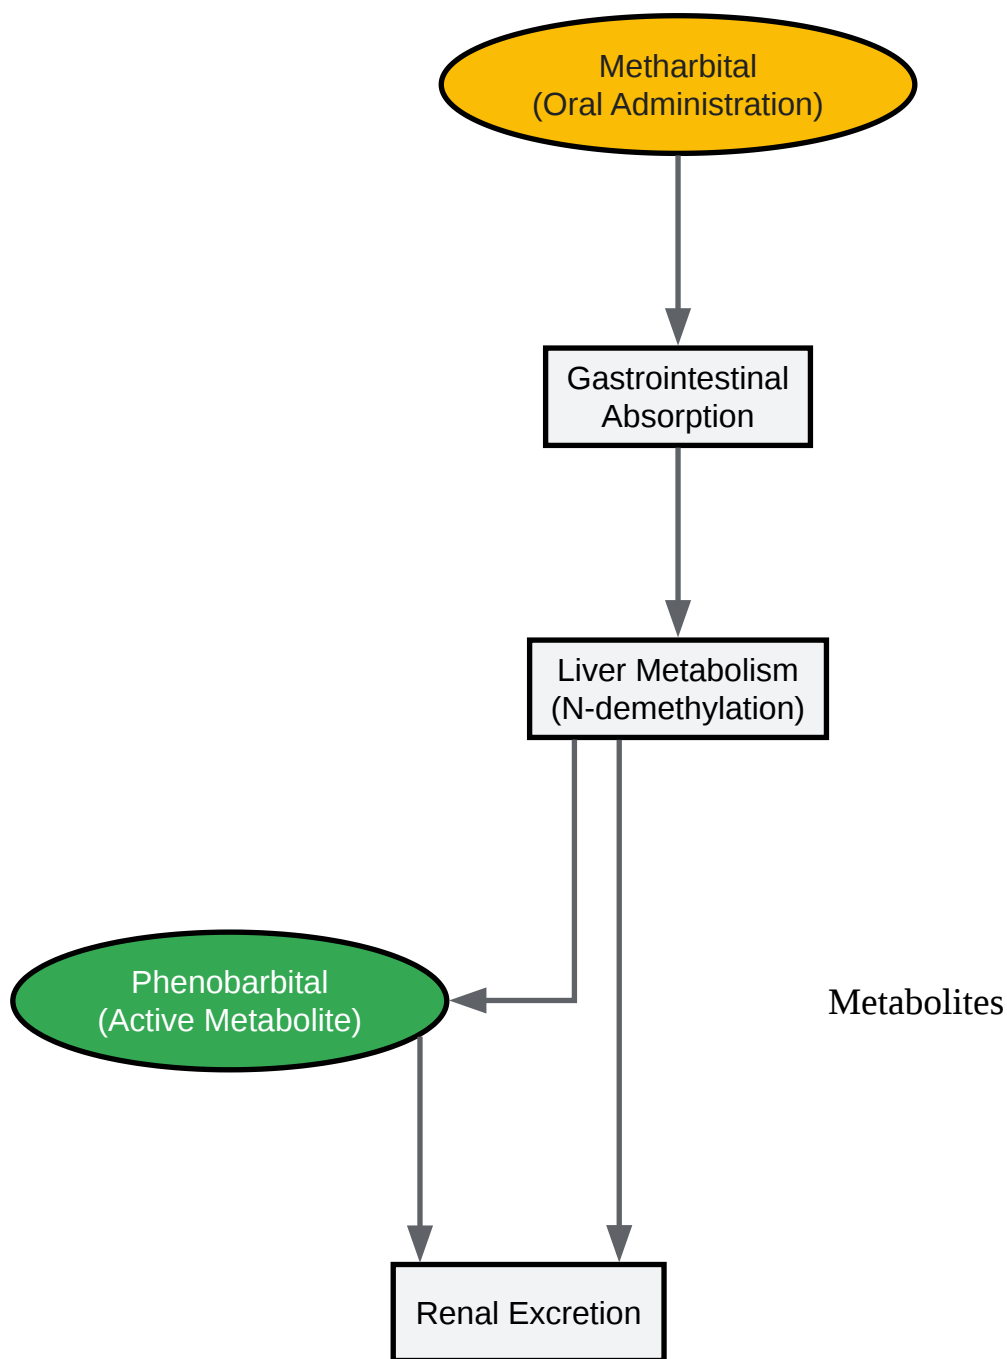 Metharbital
(Oral Administration)
Gastrointestinal
Absorption
Liver Metabolism
(N-demethylation)
Phenobarbital
(Active Metabolite)
Metabolites
Renal Excretion